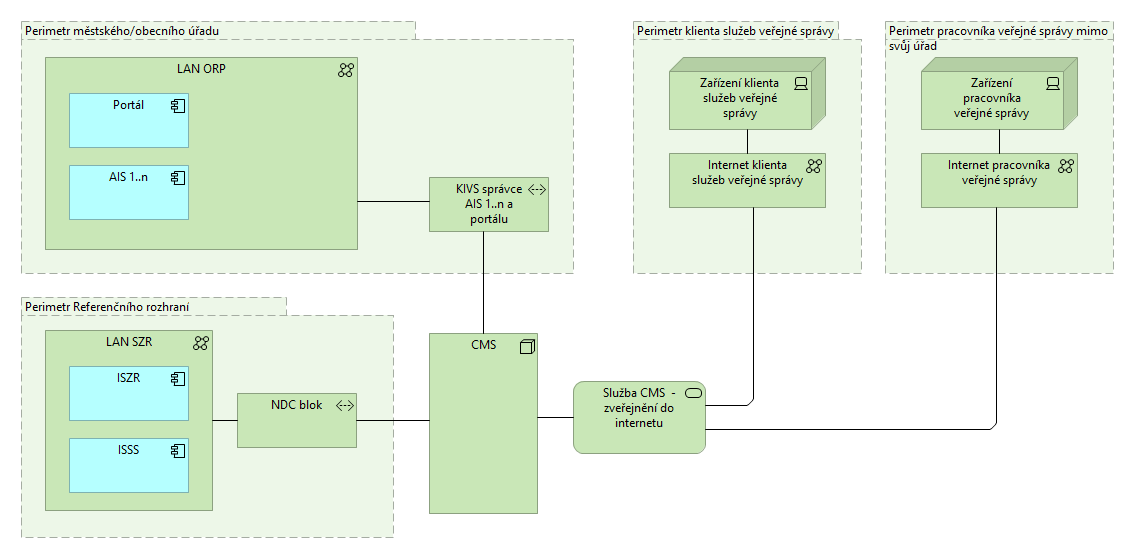 Perimetr městského/obecního úřadu
LAN ORP
Portál
AIS 1..n
KIVS správce
AIS 1..n a
portálu
Perimetr klienta služeb veřejné správy
Zařízení klienta
služeb veřejné
správy
Internet klienta
služeb veřejné správy
Perimetr pracovníka veřejné správy mimo
svůj úřad
Zařízení
pracovníka
veřejné správy
Internet pracovníka
veřejné správy
Perimetr Referenčního rozhraní
LAN SZR
ISZR
ISSS
NDC blok
CMS
Služba CMS -
zveřejnění do
internetu